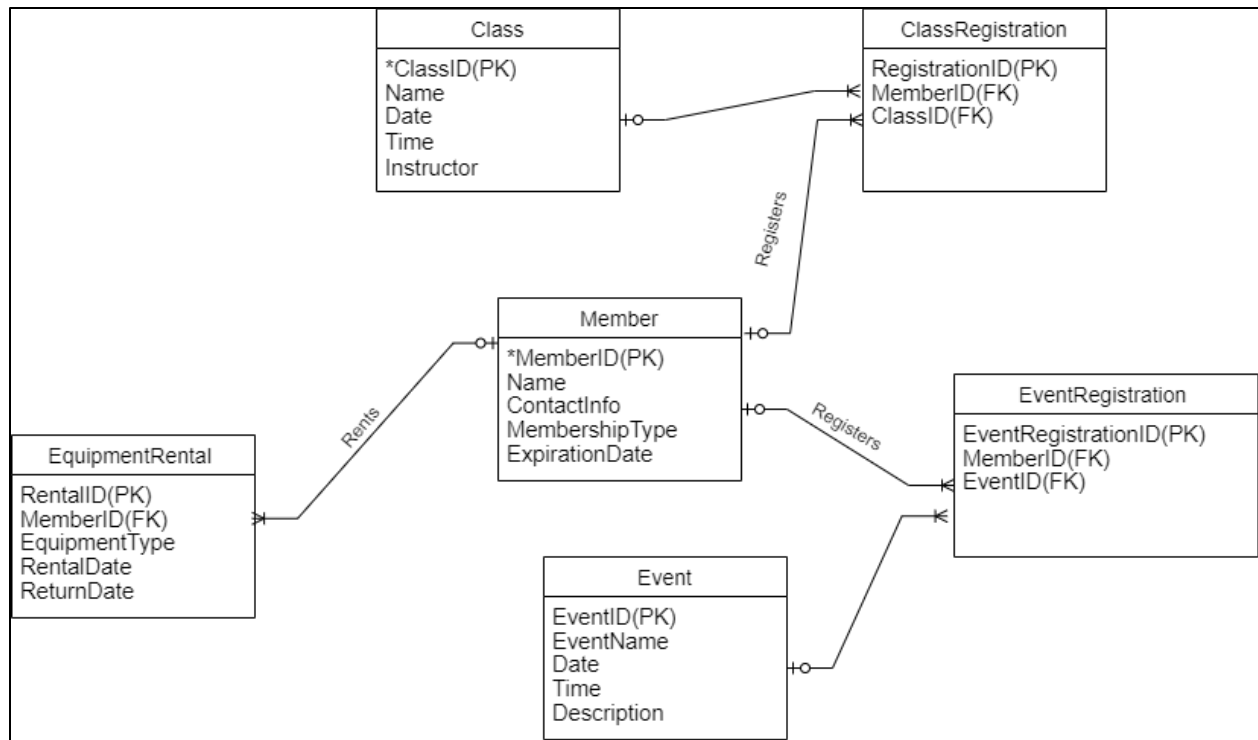 Class
*ClassID(PK)
Name
Date
Time
Instructor
ClassRegistration
RegistrationID(PK)
MemberID(FK)
ClassID(FK)
Registers
Member
*MemberID(PK)
Name
ContactInfo
MembershipType
ExpirationDate
Rents
Registers
EventRegistration
EventRegistrationID(PK)
MemberID(FK)
EventID(FK)
EquipmentRental
RentalID(PK)
MemberID(FK)
EquipmentType
RentalDate
ReturnDate
Event
EventID(PK)
EventName
Date
Time
Description